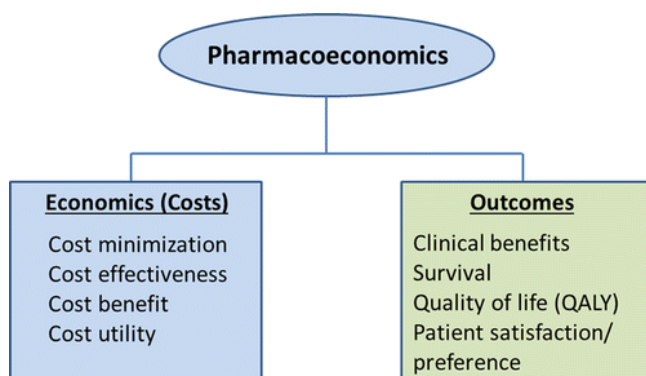 Pharmacoeconomics
Economics (Costs)
Cost minimization
Cost effectiveness
Cost benefit
Cost utility
Outcomes
Clinical benefits
Survival
Quality of life (QALY)
Patient satisfaction/
preference